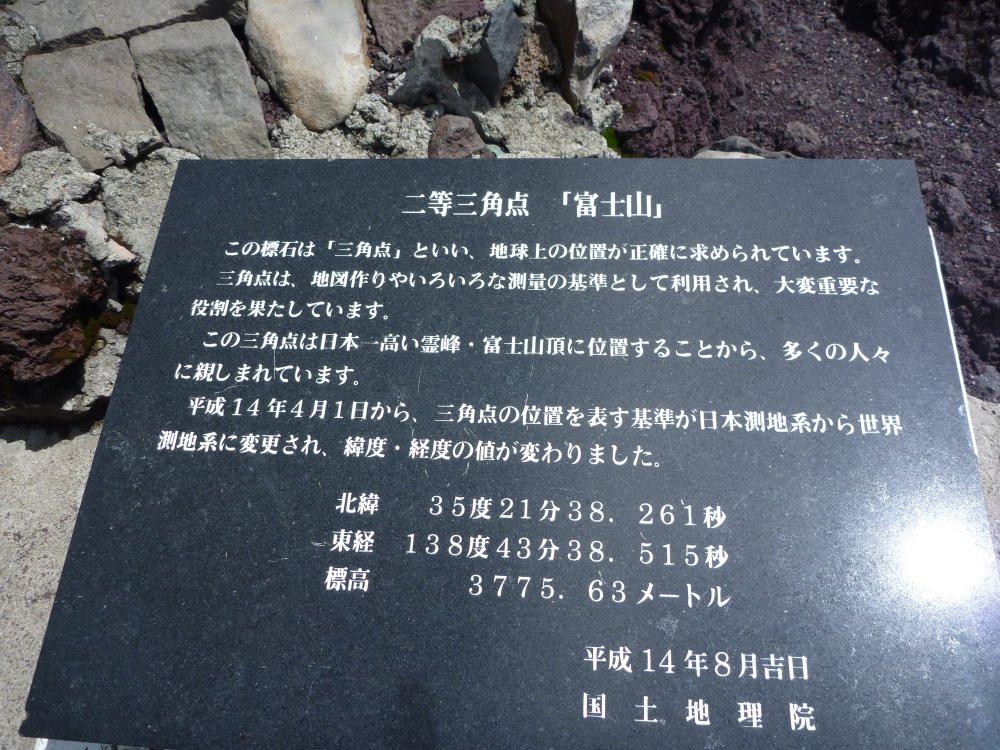 二等三角点 「富士山」
この標石は「三角点」といい、地球上の位置が正確に求められています。
三角点は、地図作りやいろいろな測量の基準として利用され、大変重要な
役割を果たしています。
この三角点は日本一高い霊峰・富士山頂に位置することから、多くの人々
に親しまれています。
平成14年4月1日から、三角点の位置を表す基準が日本測地系から世界
測地系に変更され、緯度・経度の値が変わりました。
北緯 35度21分38．261秒
東経 138度43分38．515秒
標高 3775．63メートル
平成14年8月吉日
国土地理院